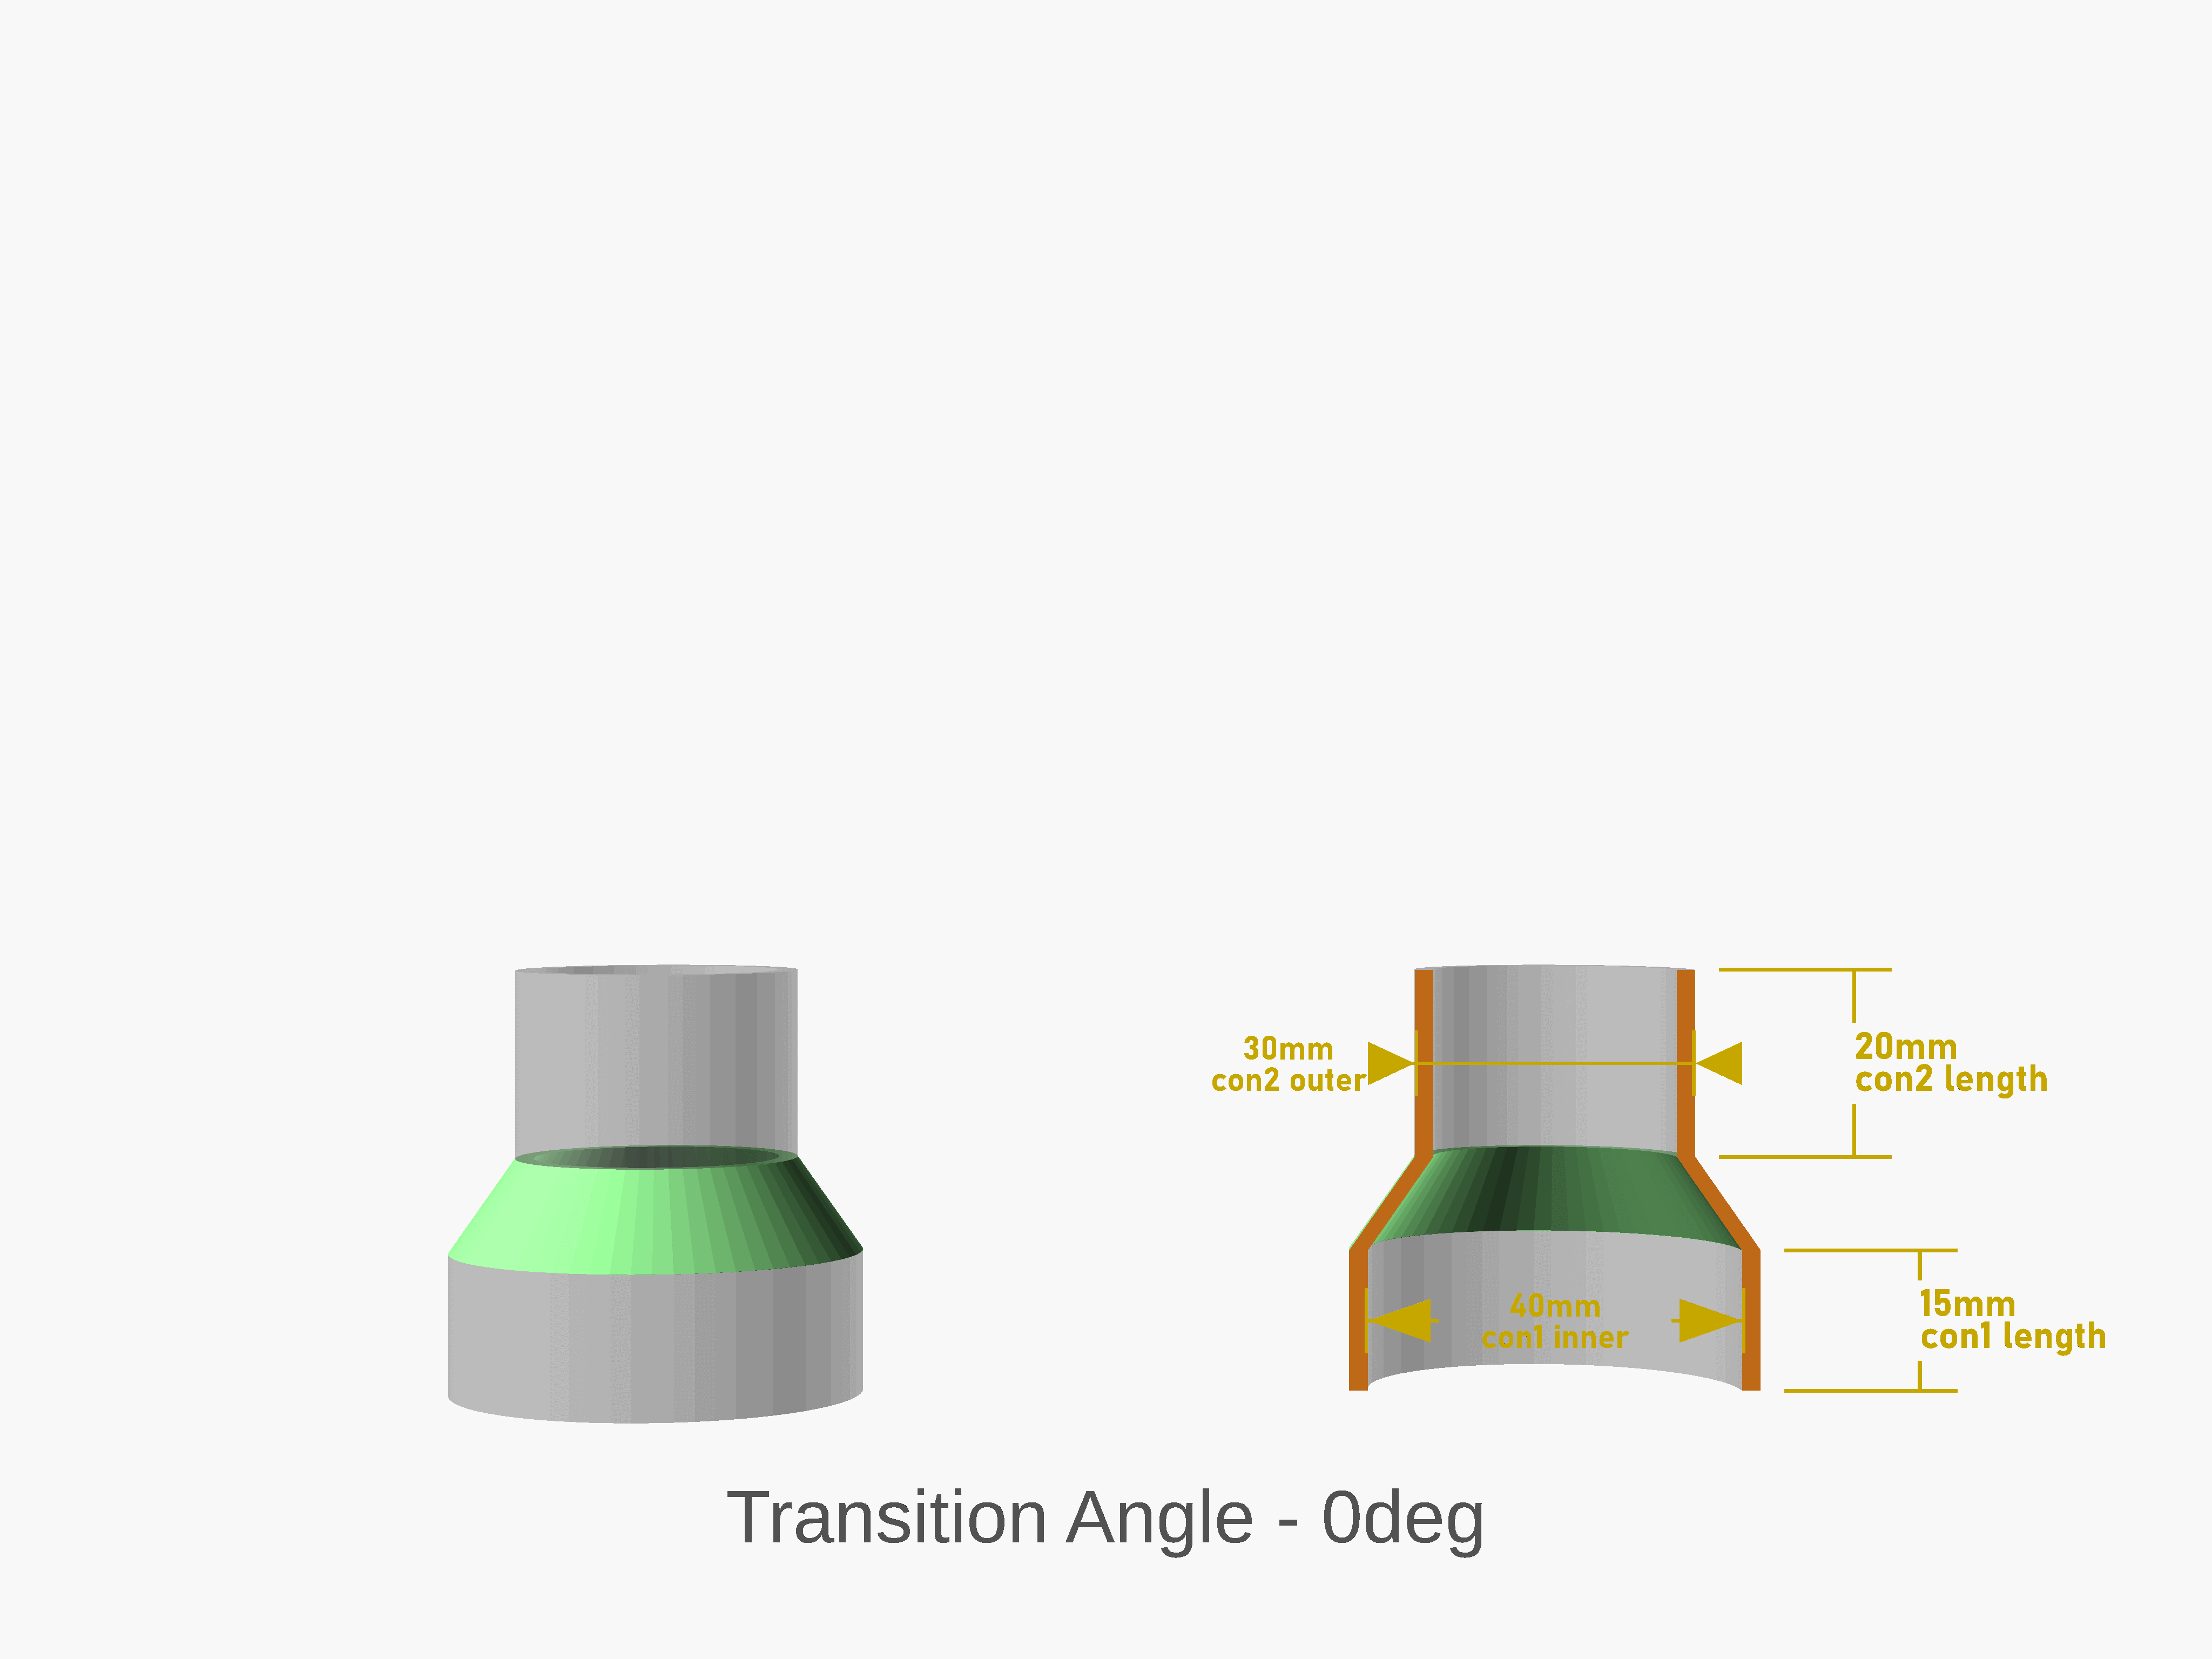 30mm
con2 outer
20mm
con2 length
40mm
con1 inner
15mm
con1 length
Transition Angle - 0deg